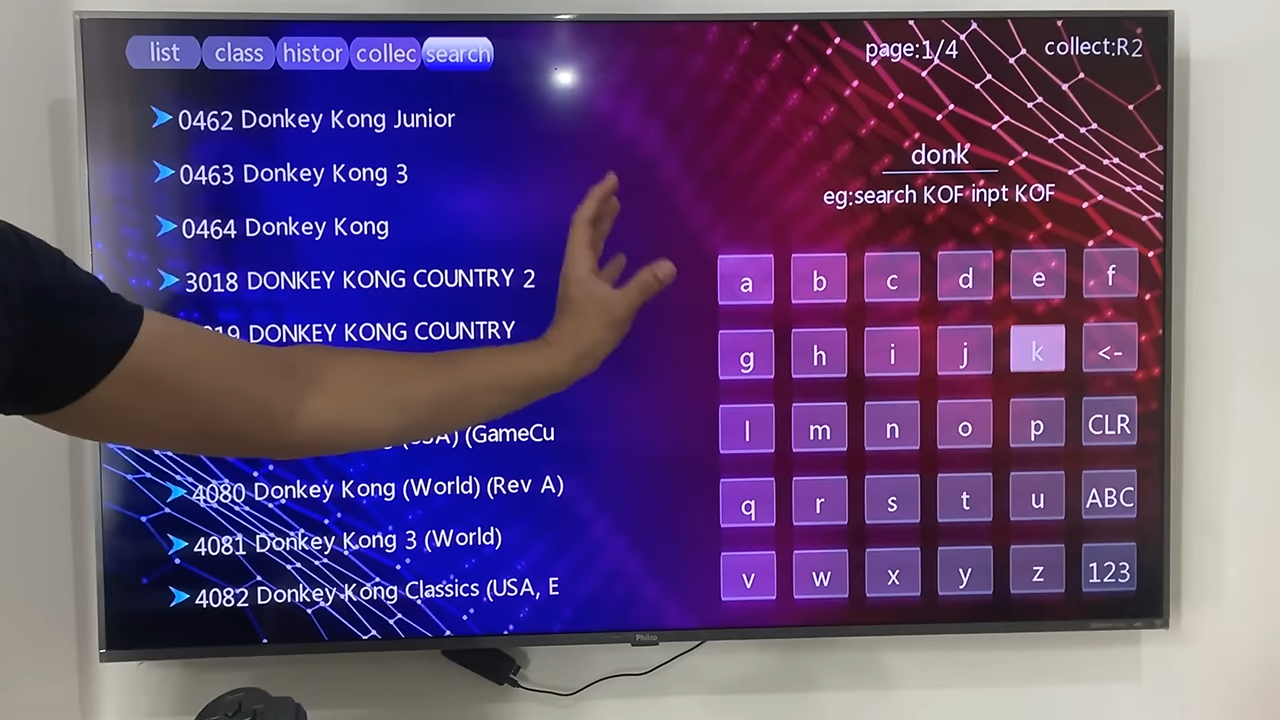 list class histor collec search
page:1/4
collect:R2
0462 Donkey Kong Junior
0463 Donkey Kong 3
0464 Donkey Kong
3018 DONKEY KONG COUNTRY 2
DONKEY KONG COUNTRY
(GameCu
4080 Donkey Kong (World) (Rev A)
4081 Donkey Kong 3 (World)
4082 Donkey Kong Classics (USA, E
donk
eg:search KOF inpt KOF
a b c d e f
g h i j k <-
l m n o p CLR
q r s t u ABC
v w x y z 123
Philco